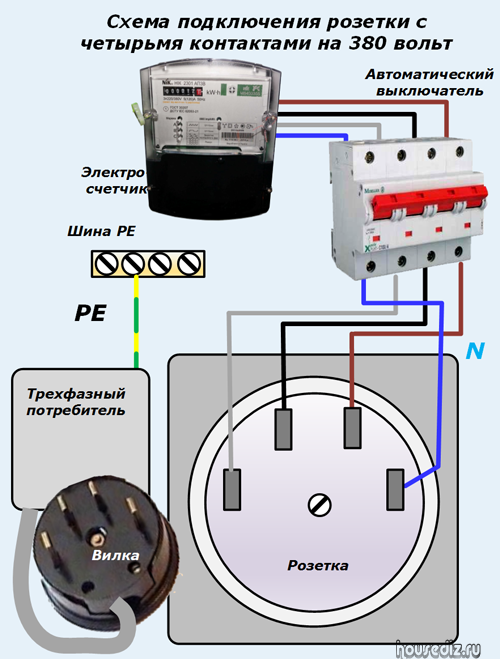 Схема подключения розетки с
четырьмя контактами на 380 вольт
Автоматический
выключатель
kW·h
Электро
счетчик
Шина PE
PE
N
Трехфазный
потребитель
Вилка
Розетка
housediz.ru